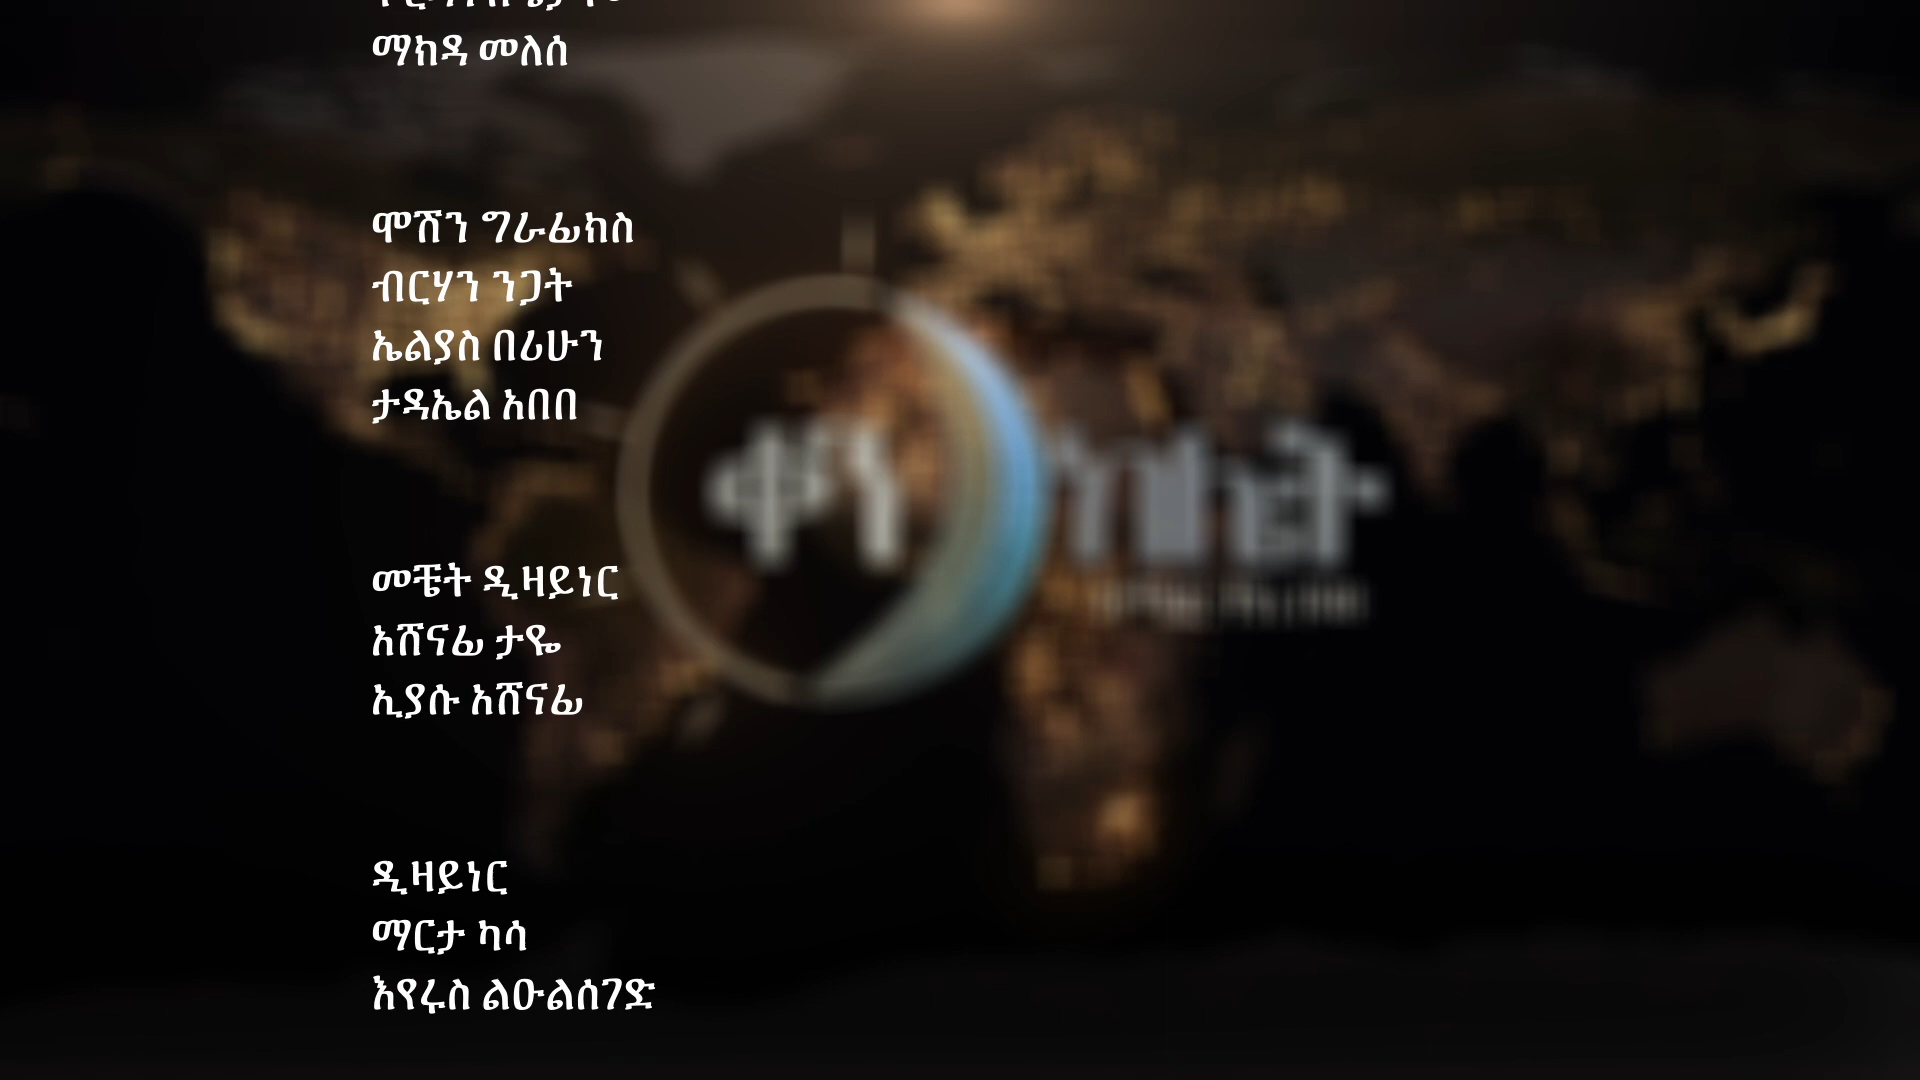 ማክዳ መለሰ
ሞሽን ግራፊክስ
ብርሃን ንጋት
ኤልያስ በሪሁን
ታዳኤል አበበ
መቼት ዲዛይነር
አሸናፊ ታዬ
ኢያሱ አሸናፊ
ዲዛይነር
ማርታ ካሳ
እየሩስ ልዑልሰገድ